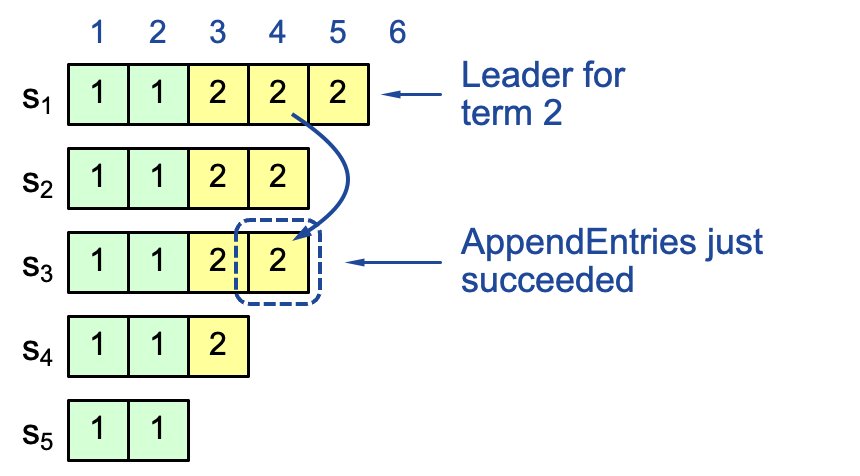 1 2 3 4 5 6
s1 1 1 2 2 2 Leader for
term 2
s2 1 1 2 2
s3 1 1 2 2 AppendEntries just
succeeded
s4 1 1 2
s5 1 1